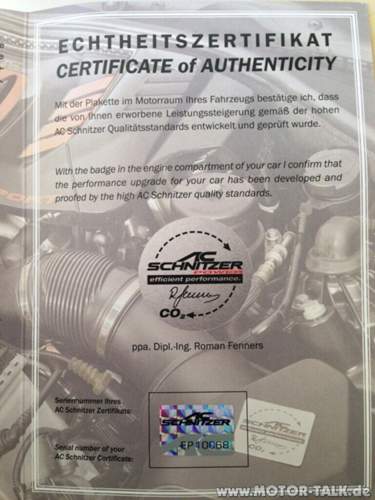 ECHTHEITSZERTIFIKAT
CERTIFICATE of AUTHENTICITY
Mit der Plakette im Motorraum Ihres Fahrzeugs bestätige ich, dass
die von Ihnen erworbene Leistungssteigerung gemäß der hohen
AC Schnitzer Qualitätsstandards entwickelt und geprüft wurde.
With the badge in the engine compartment of your car I confirm that
the performance upgrade for your car has been developed and
proofed by the high AC Schnitzer quality standards.
AC
SCHNITZER
POWER
efficient performance.
CO₂
ppa. Dipl.-Ing. Roman Fenners
Seriennummer Ihres
AC Schnitzer Zertifikats:
AC
SCHNITZER
EP10068
Serial number of your
AC Schnitzer Certificate:
www.MOTOR-TALK.de